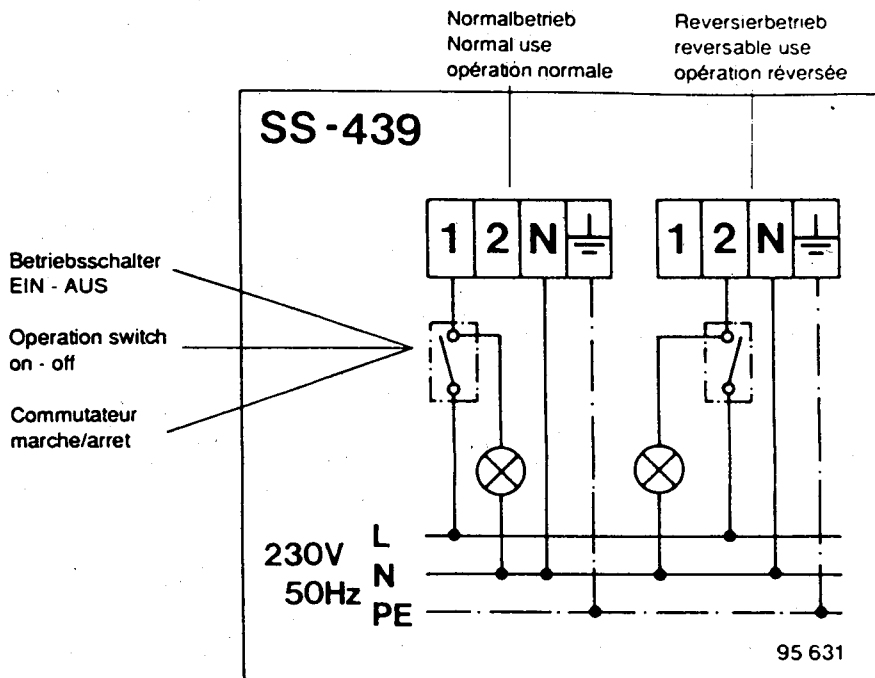 Normalbetrieb
Normal use
opération normale
Reversierbetrieb
reversable use
opération réversée
SS-439
1 2 N
1 2 N
Betriebsschalter
EIN - AUS
Operation switch
on - off
Commutateur
marche/arret
230V
50Hz
L
N
PE
95 631